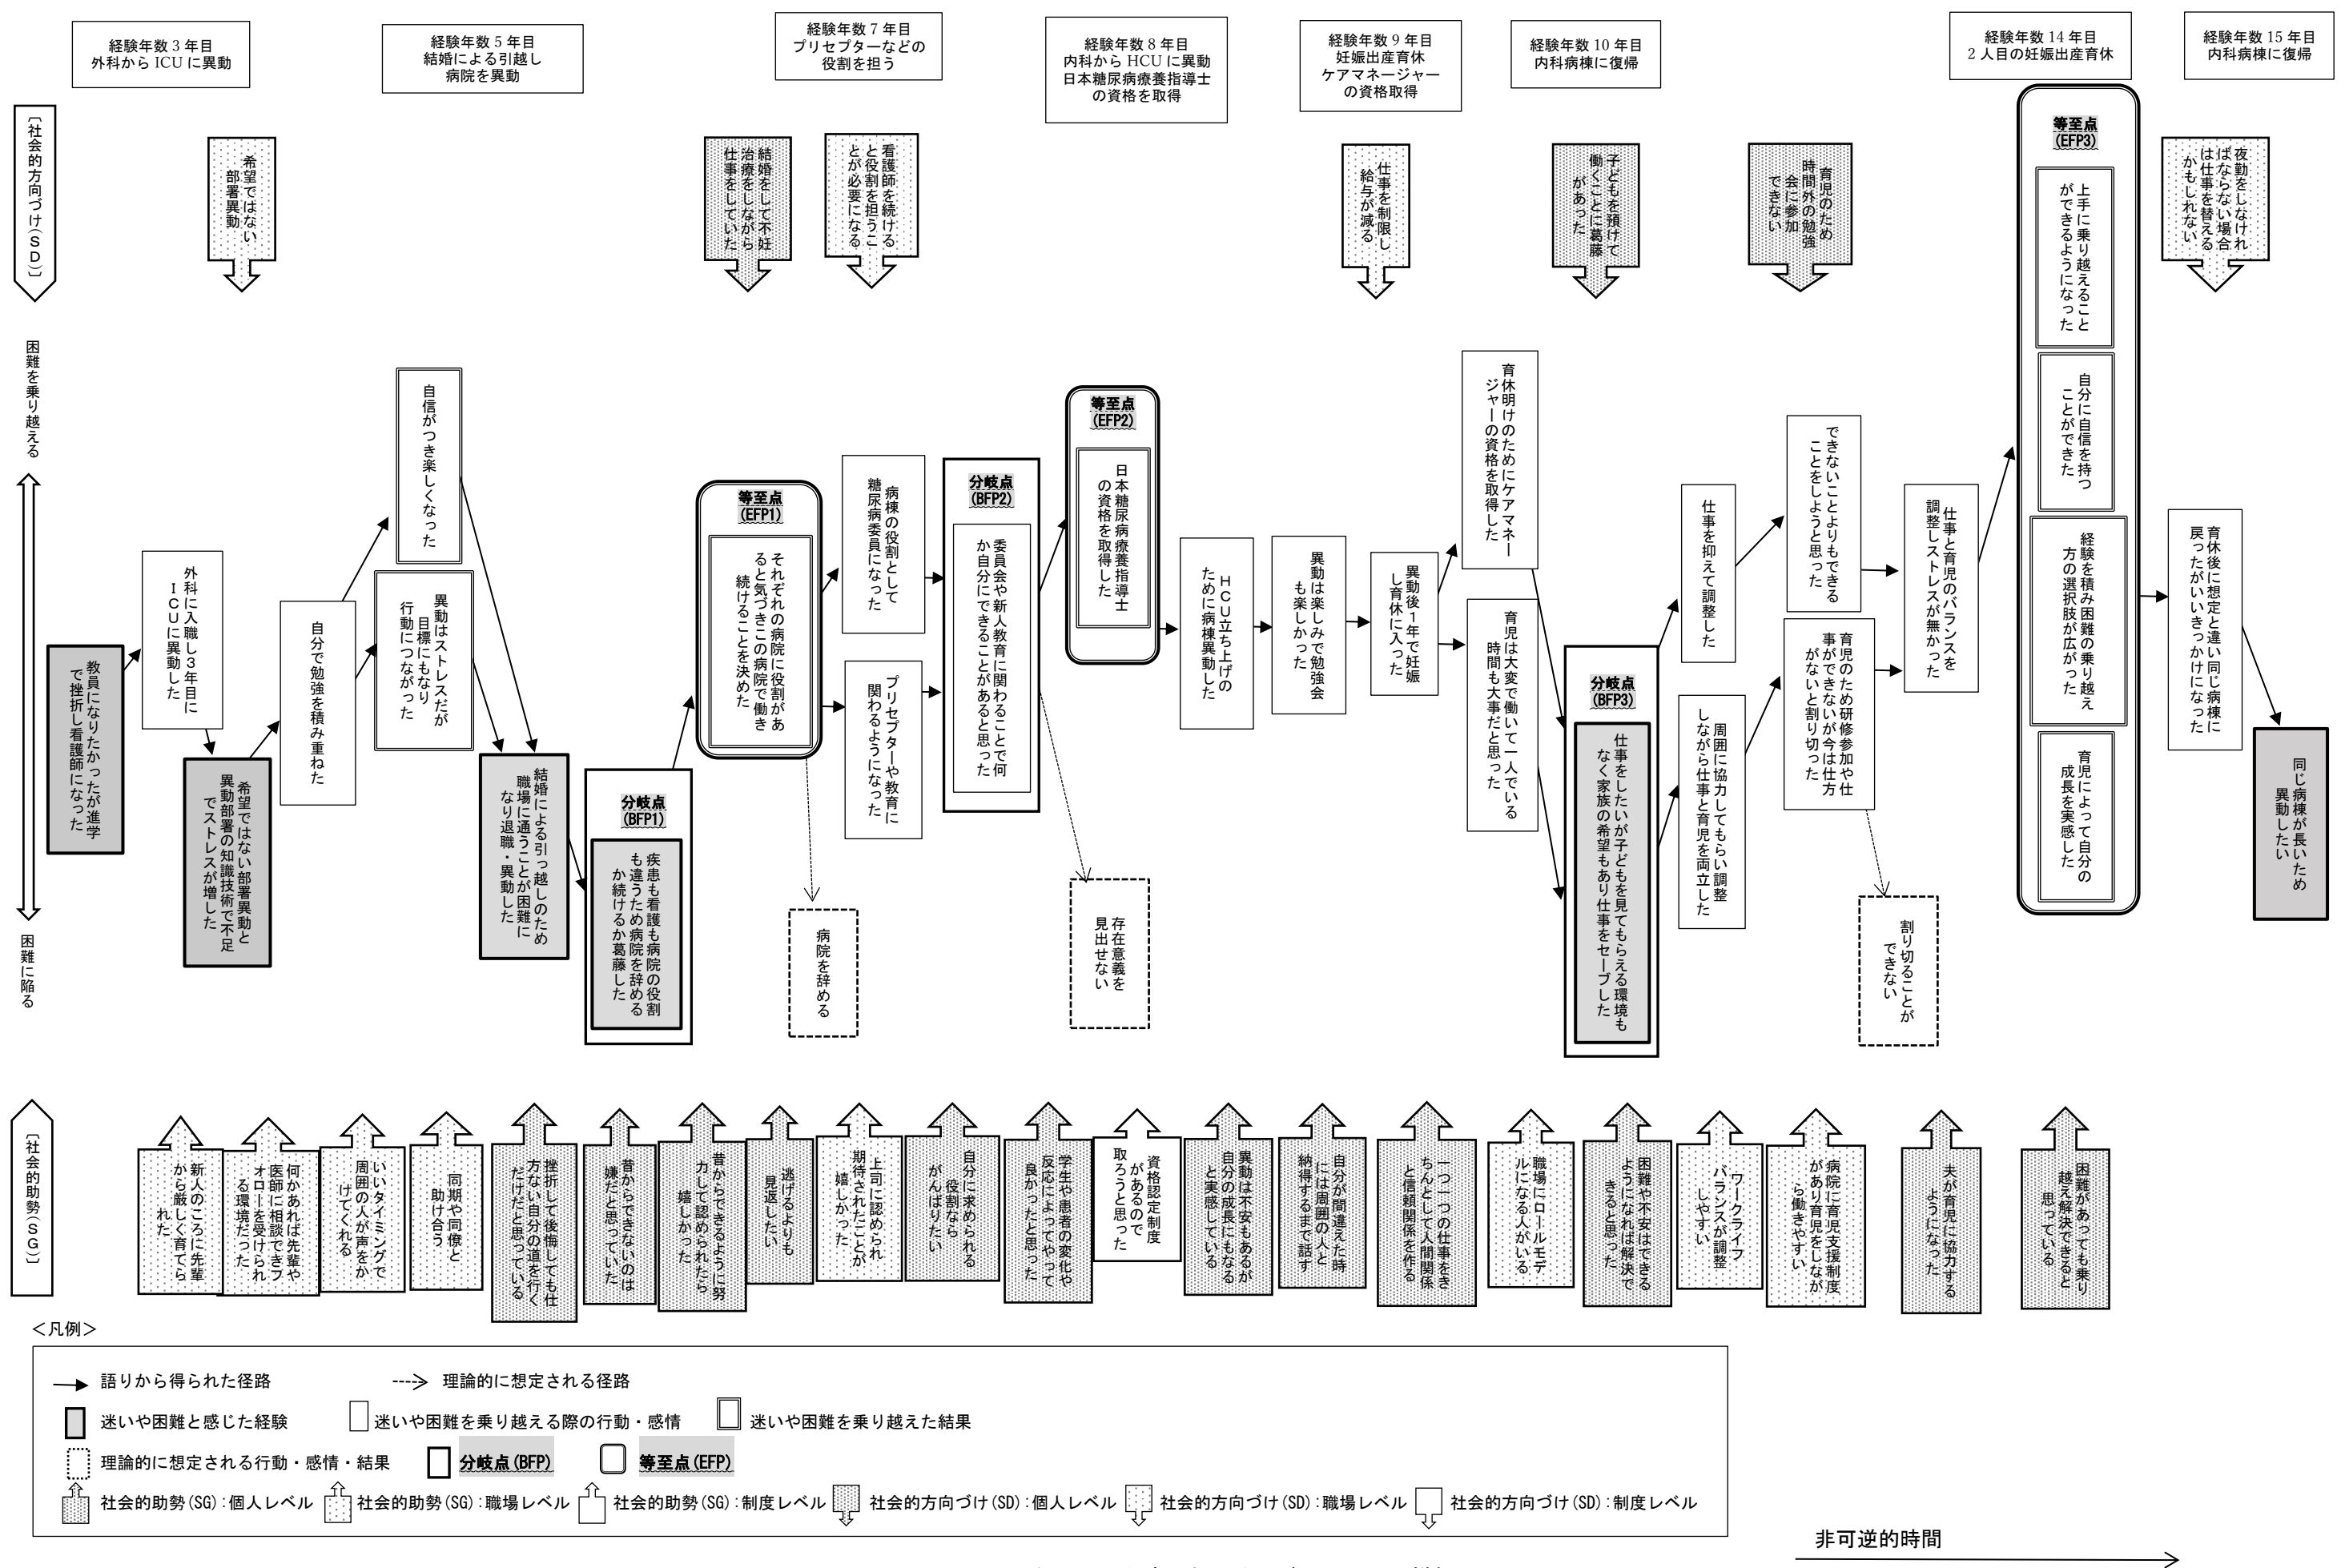 経験年数 3 年目
外科から ICU に異動
経験年数 5 年目
結婚による引越し
病院を異動
経験年数 7 年目
プリセプターなどの
役割を担う
経験年数 8 年目
内科から HCU に異動
日本糖尿病療養指導士
の資格を取得
経験年数 9 年目
妊娠出産育休
ケアマネージャー
の資格取得
経験年数 10 年目
内科病棟に復帰
経験年数 14 年目
2 人目の妊娠出産育休
経験年数 15 年目
内科病棟に復帰
〔社会的方向づけ(SD)〕
希望ではない
部署異動
結婚をして不妊
治療をしながら
仕事をしていた
看護師を続ける
と役割を担うこ
とが必要になる
仕事を制限し
給与が減る
子どもを預けて
働くことに葛藤
があった
育児のため
時間外の勉強
会に参加
できない
夜勤をしなけれ
ばならない場合
は仕事を替える
かもしれない
困難を乗り越える
困難に陥る
教員になりたかったが進学
で挫折し看護師になった
外科に入職し3年目に
ICUに異動した
希望ではない部署異動と
異動部署の知識技術で不足
でストレスが増した
自分で勉強を積み重ねた
自信がつき楽しくなった
異動はストレスだが
目標にもなり
行動につながった
結婚による引っ越しのため
職場に通うことが困難に
なり退職・異動した
分岐点
(BFP1)
疾患も看護も病院の役割
も違うため病院を辞める
か続けるか葛藤した
等至点
(EFP1)
それぞれの病院に役割があ
ると気づきこの病院で働き
続けることを決めた
病院を辞める
病棟の役割として
糖尿病委員になった
プリセプターや教育に
関わるようになった
分岐点
(BFP2)
委員会や新人教育に関わることで何
か自分にできることがあると思った
等至点
(EFP2)
日本糖尿病療養指導士
の資格を取得した
存在意義を
見出せない
HCU立ち上げの
ために病棟異動した
異動は楽しみで勉強会
も楽しかった
異動後1年で妊娠
し育休に入った
育休明けのためにケアマネー
ジャーの資格を取得した
育児は大変で働いて一人でいる
時間も大事だと思った
分岐点
(BFP3)
仕事をしたいが子どもを見てもらえる環境も
なく家族の希望もあり仕事をセーブした
仕事を抑えて調整した
周囲に協力してもらい調整
しながら仕事と育児を両立した
できないことよりもできる
ことをしようと思った
育児のため研修参加や仕
事ができないが今は仕方
がないと割り切った
割り切ることが
できない
仕事と育児のバランスを
調整しストレスが無かった
等至点
(EFP3)
上手に乗り越えること
ができるようになった
自分に自信を持つ
ことができた
経験を積み困難の乗り越え
方の選択肢が広がった
育児によって自分の
成長を実感した
育休後に想定と違い同じ病棟に
戻ったがいいきっかけになった
同じ病棟が長いため
異動したい
〔社会的助勢(SG)〕
新人のころに先輩
から厳しく育てら
れた
何かあれば先輩や
医師に相談できフ
ォローを受けられ
る環境だった
いいタイミングで
周囲の人が声をか
けてくれる
同期や同僚と
助け合う
挫折して後悔しても仕
方ない自分の道を行く
だけだと思っている
昔からできないのは
嫌だと思っていた
昔からできるように努
力して認められたら
嬉しかった
逃げるよりも
見返したい
上司に認められ
期待されたことが
嬉しかった
自分に求められる
役割なら
がんばりたい
学生や患者の変化や
反応によってやって
良かったと思った
資格認定制度
があるので
取ろうと思った
異動は不安もあるが
自分の成長にもなる
と実感している
自分が間違えた時
には周囲の人と
納得するまで話す
一つ一つの仕事をき
ちんとして人間関係
と信頼関係を作る
職場にロールモデ
ルになる人がいる
困難や不安はできる
ようになれば解決で
きると思った
ワークライフ
バランスが調整
しやすい
病院に育児支援制度
があり育児をしなが
ら働きやすい
夫が育児に協力する
ようになった
困難があっても乗り
越え解決できると
思っている
＜凡例＞
語りから得られた径路
理論的に想定される径路
迷いや困難と感じた経験
迷いや困難を乗り越える際の行動・感情
迷いや困難を乗り越えた結果
理論的に想定される行動・感情・結果
分岐点(BFP)
等至点(EFP)
社会的助勢(SG):個人レベル
社会的助勢(SG):職場レベル
社会的助勢(SG):制度レベル
社会的方向づけ(SD):個人レベル
社会的方向づけ(SD):職場レベル
社会的方向づけ(SD):制度レベル
非可逆的時間